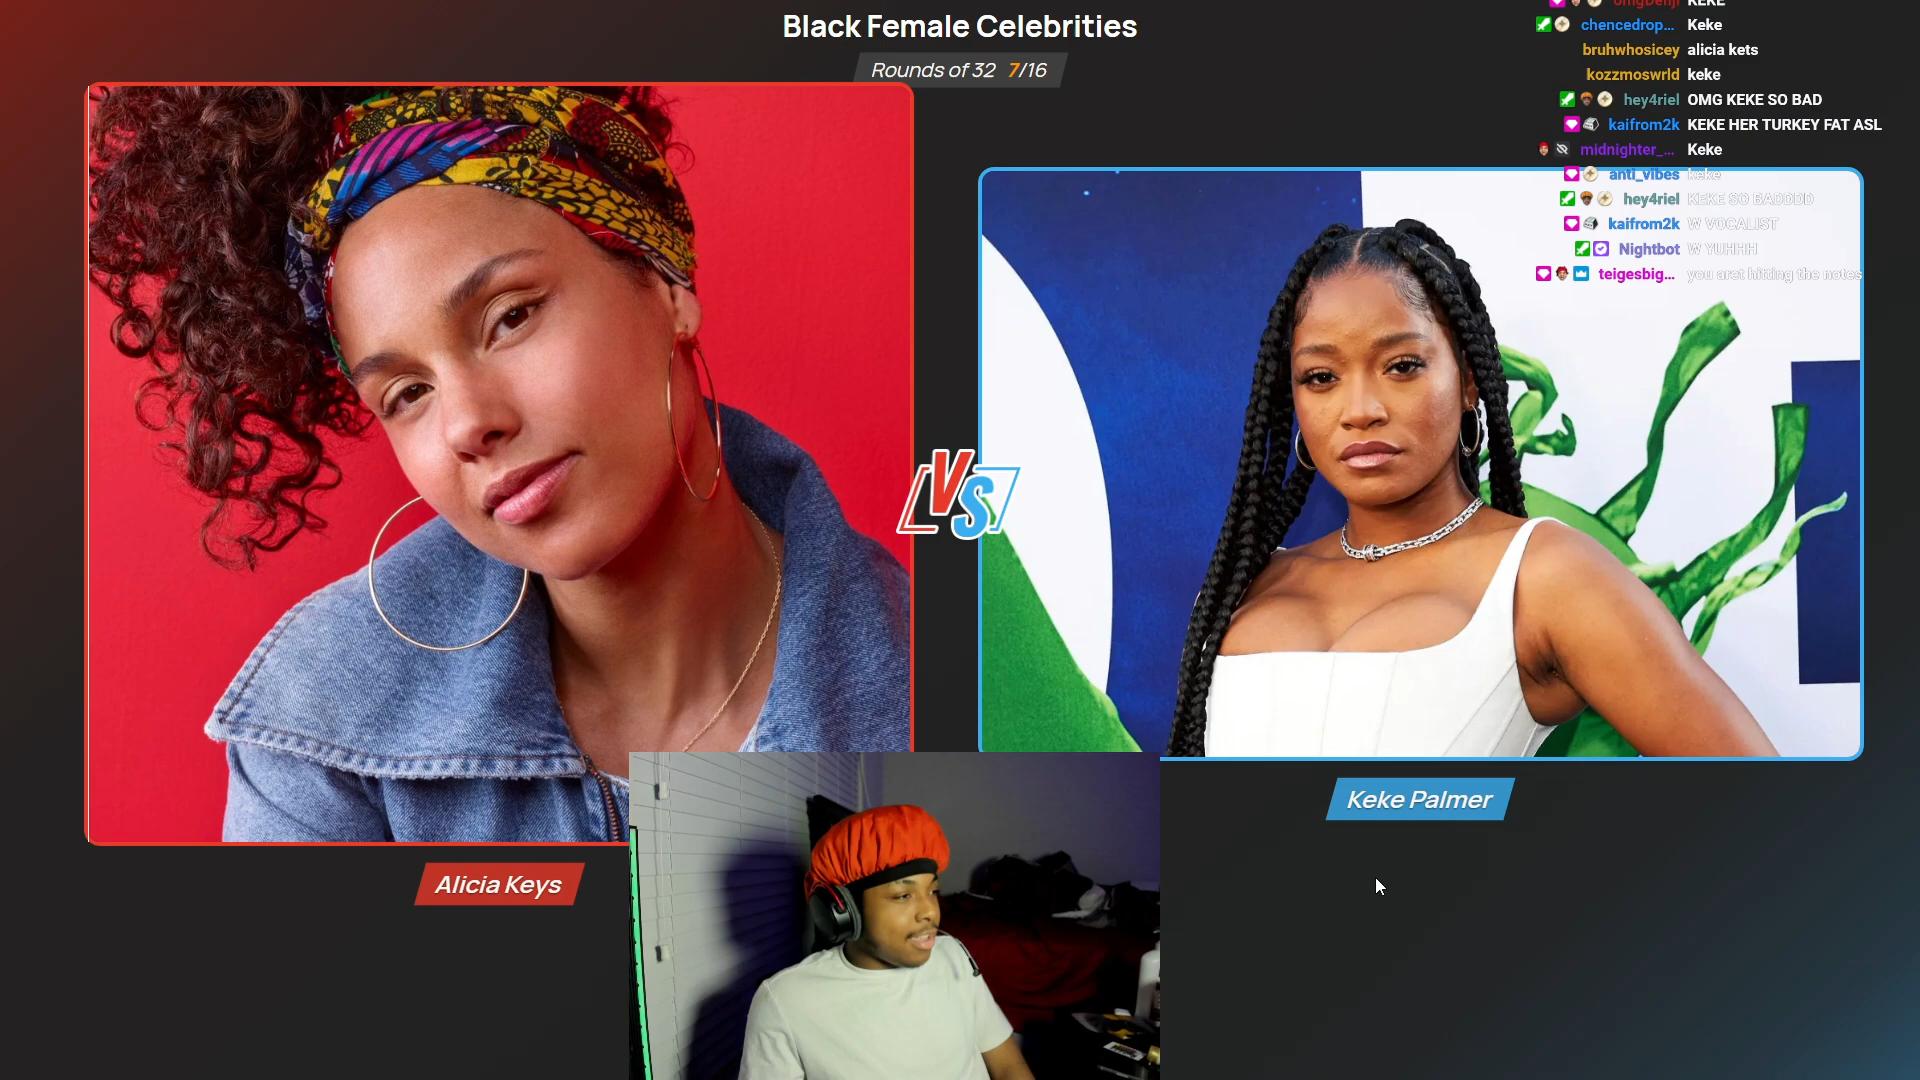 Black Female Celebrities
Rounds of 32 7/16
KEKE
chencedrop... Keke
bruhwhosicey alicia kets
kozzmoswrld keke
hey4riel OMG KEKE SO BAD
kaifrom2k KEKE HER TURKEY FAT ASL
midnighter_... Keke
anti_vibes keke
hey4riel KEKE SO BADDDD
kaifrom2k W VOCALIST
Nightbot W YUHHH
teigesbig... you aret hitting the notes
VS
Alicia Keys
Keke Palmer